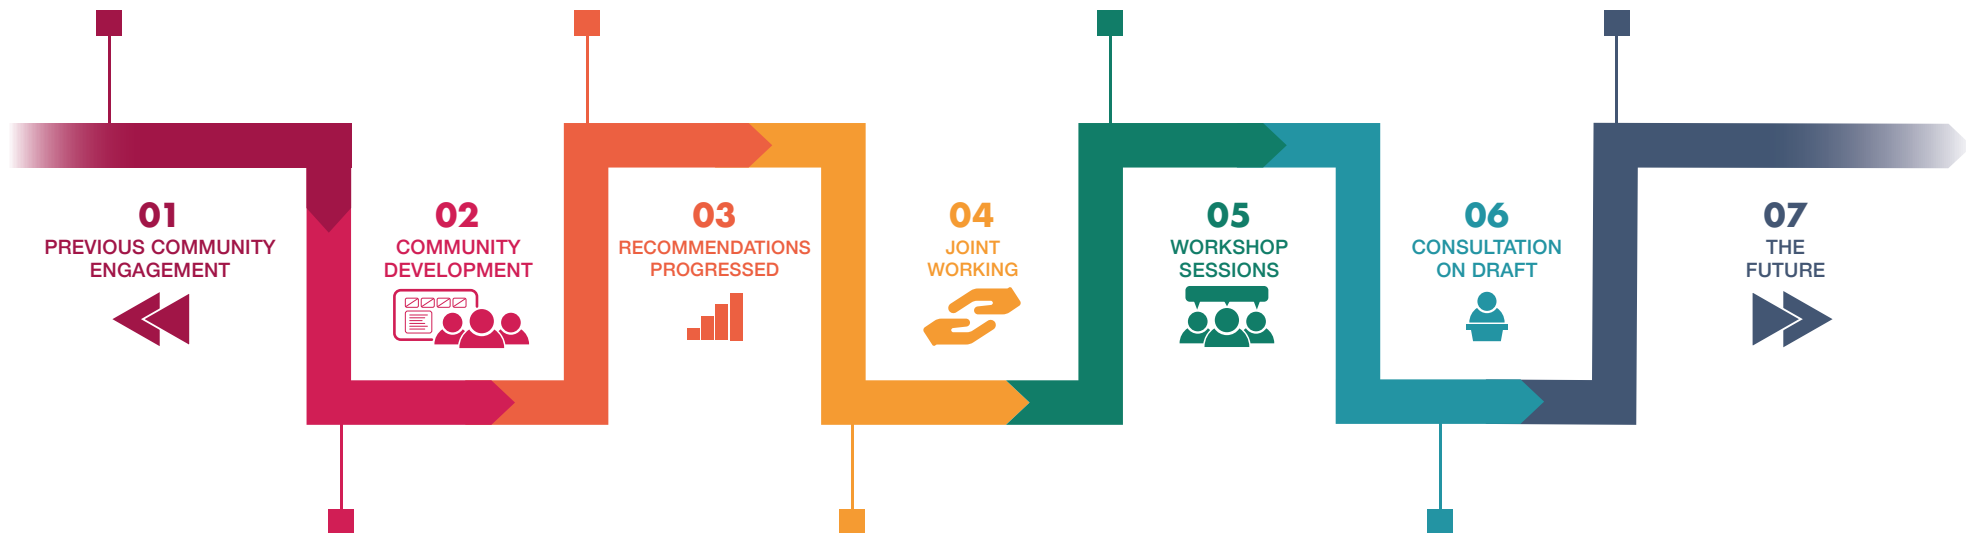 01
PREVIOUS COMMUNITY
ENGAGEMENT
02
COMMUNITY
DEVELOPMENT
03
RECOMMENDATIONS
PROGRESSED
04
JOINT
WORKING
05
WORKSHOP
SESSIONS
06
CONSULTATION
ON DRAFT
07
THE
FUTURE